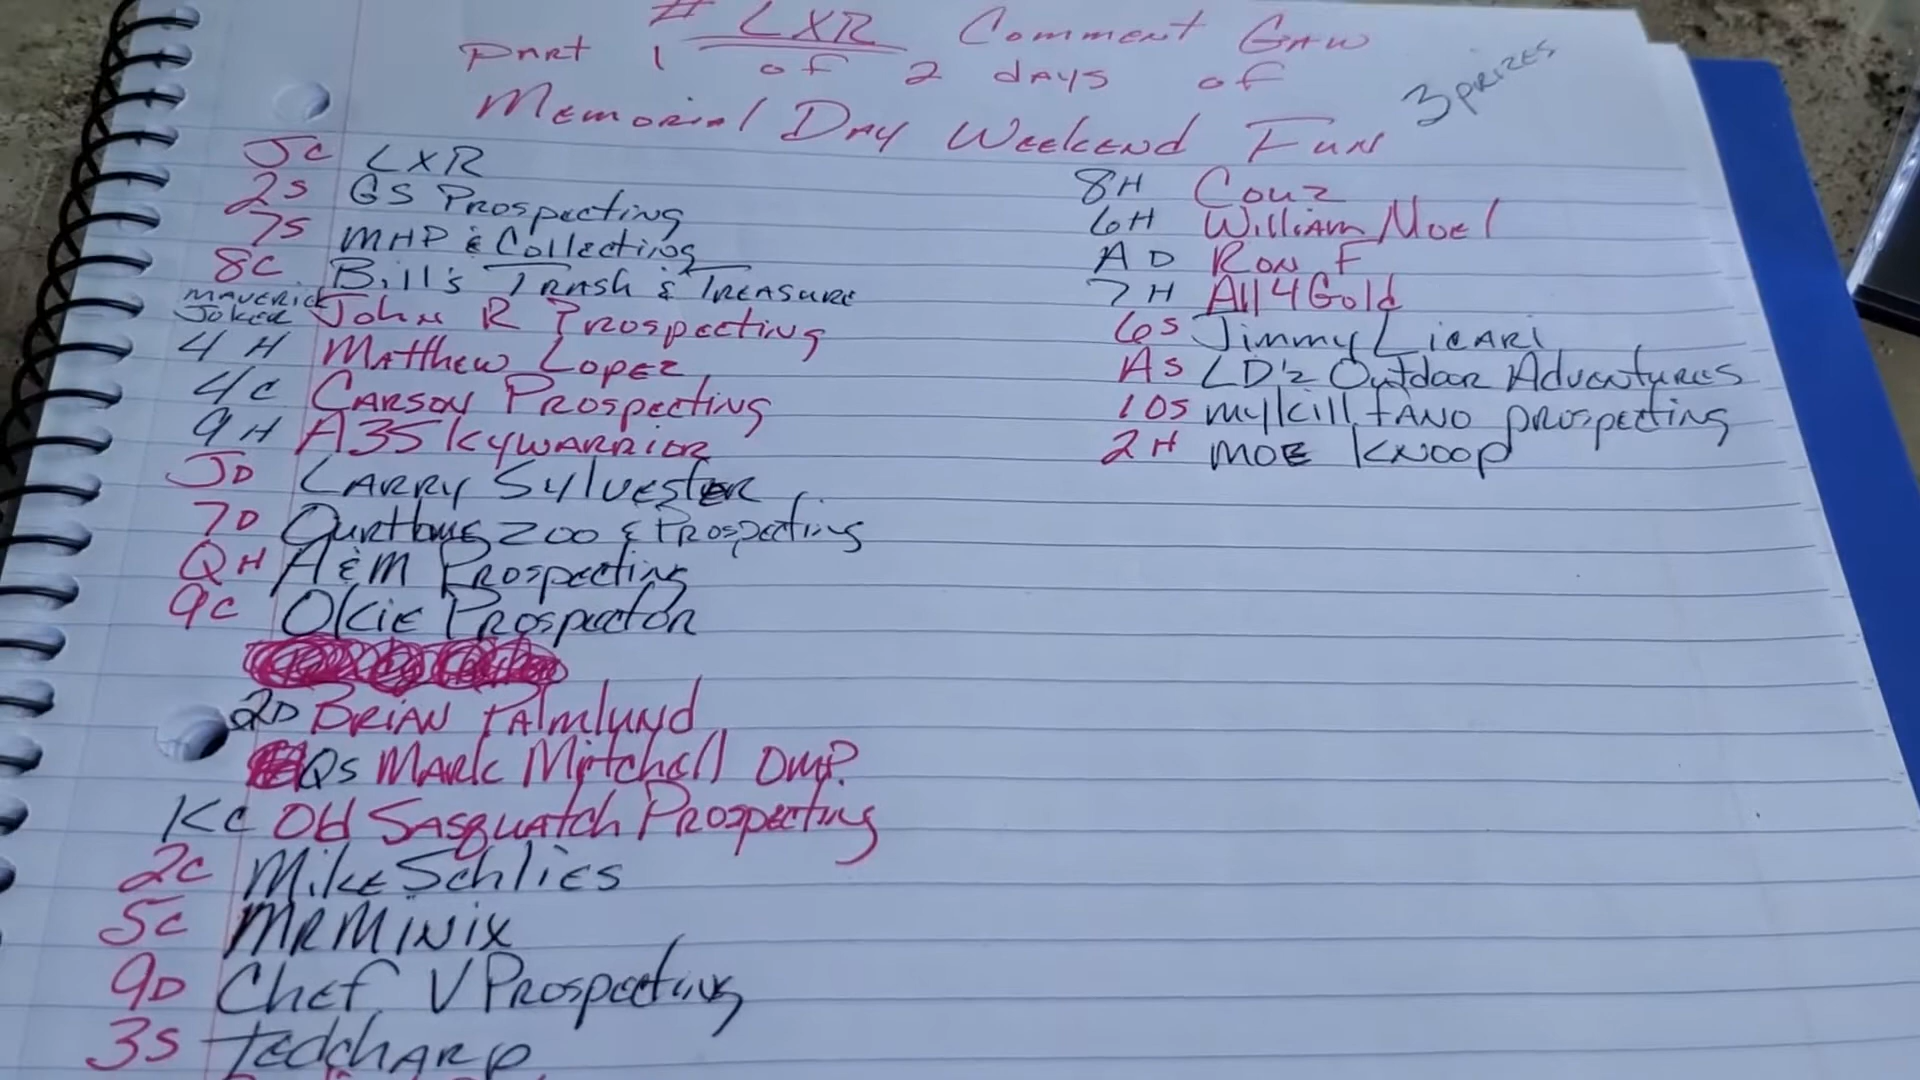 # LXR Comment GAW
Part 1 of 2 days of
Memorial Day Weekend Fun
3 prizes
JC LXR
2S GS Prospecting
7S MHP & Collecting
8C Bill's Trash & Treasure
Maverick Joker John R Prospecting
4H Matthew Lopez
4C Carson Prospecting
9H A35kywarrior
JD Larry Sylvester
7D Zoo & Prospecting
QH A&M Prospecting
9C Okie Prospector
2D Brian Palmlund
QS Mark Mitchell DMP.
KC Old Sasquatch Prospecting
2C Mike Schlies
5C MRMINIX
9D Chef V Prospecting
3S tedcharp
8H Couz
6H William Noel
AD Ron F
7H All4Gold
6S Jimmy Licari
AS LD'z Outdoor Adventures
10S mylkill fano prospecting
2H Moe Knoop